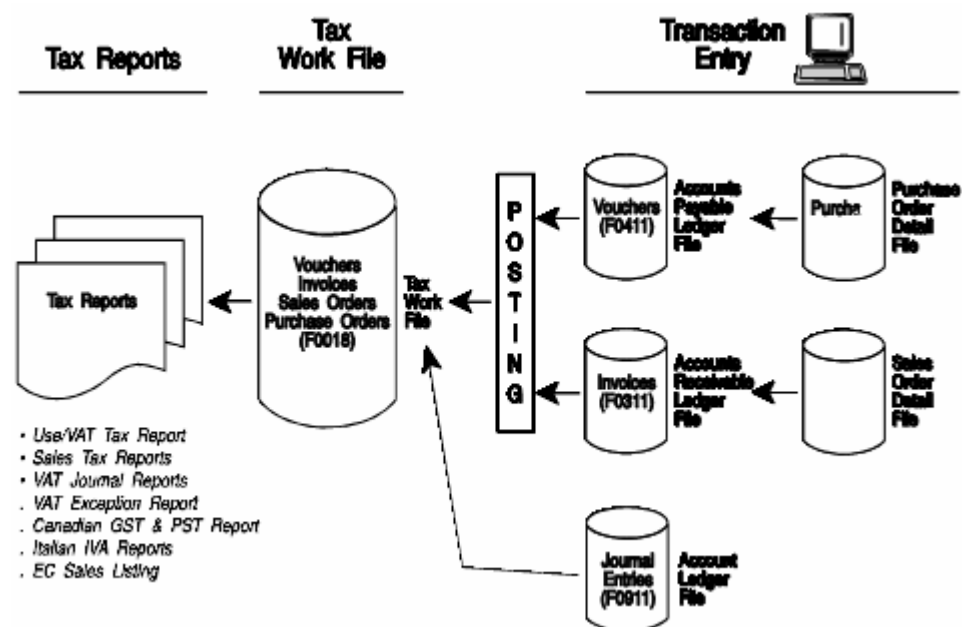 Tax Reports
Tax
Work File
Transaction
Entry
Tax Reports
Vouchers
Invoices
Sales Orders
Purchase Orders
(F0018)
Tax
Work
File
P
O
S
T
I
N
G
Vouchers
(F0411)
Accounts
Payable
Ledger
File
Purcha
Purchase
Order
Detail
File
Invoices
(F0311)
Accounts
Receivable
Ledger
File
Sales
Order
Detail
File
Journal
Entries
(F0911)
Account
Ledger
File
• Use/VAT Tax Report
• Sales Tax Reports
• VAT Journal Reports
. VAT Exception Report
. Canadian GST & PST Report
. Italian IVA Reports
. EC Sales Listing